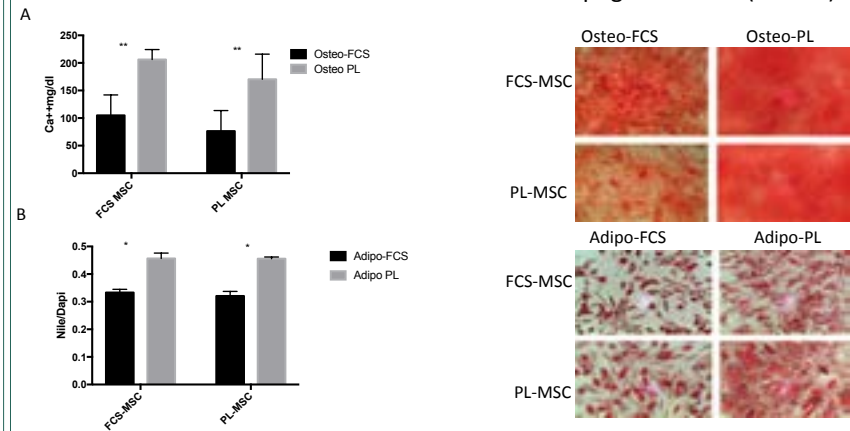 A
Ca++mg/dl
250
200
150
100
50
0
**
**
FCS MSC
PL MSC
Osteo-FCS
Osteo PL
B
Nile/Dapi
0.5
0.4
0.3
0.2
0.1
0.0
*
*
FCS-MSC
PL-MSC
Adipo-FCS
Adipo PL
Osteo-FCS Osteo-PL
FCS-MSC
PL-MSC
Adipo-FCS Adipo-PL
FCS-MSC
PL-MSC